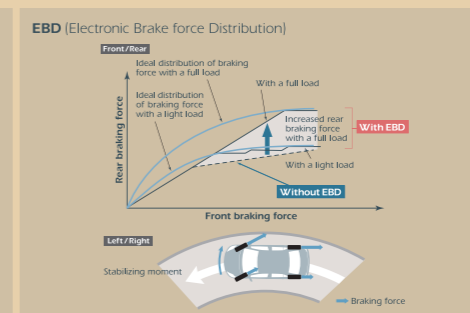 EBD (Electronic Brake force Distribution)
Front/Rear
Ideal distribution of braking
force with a full load
With a full load
Ideal distribution
of braking force
with a light load
Increased rear
braking force
with a full load
With EBD
With a light load
Without EBD
Rear braking force
Front braking force
Left/Right
Stabilizing moment
Braking force